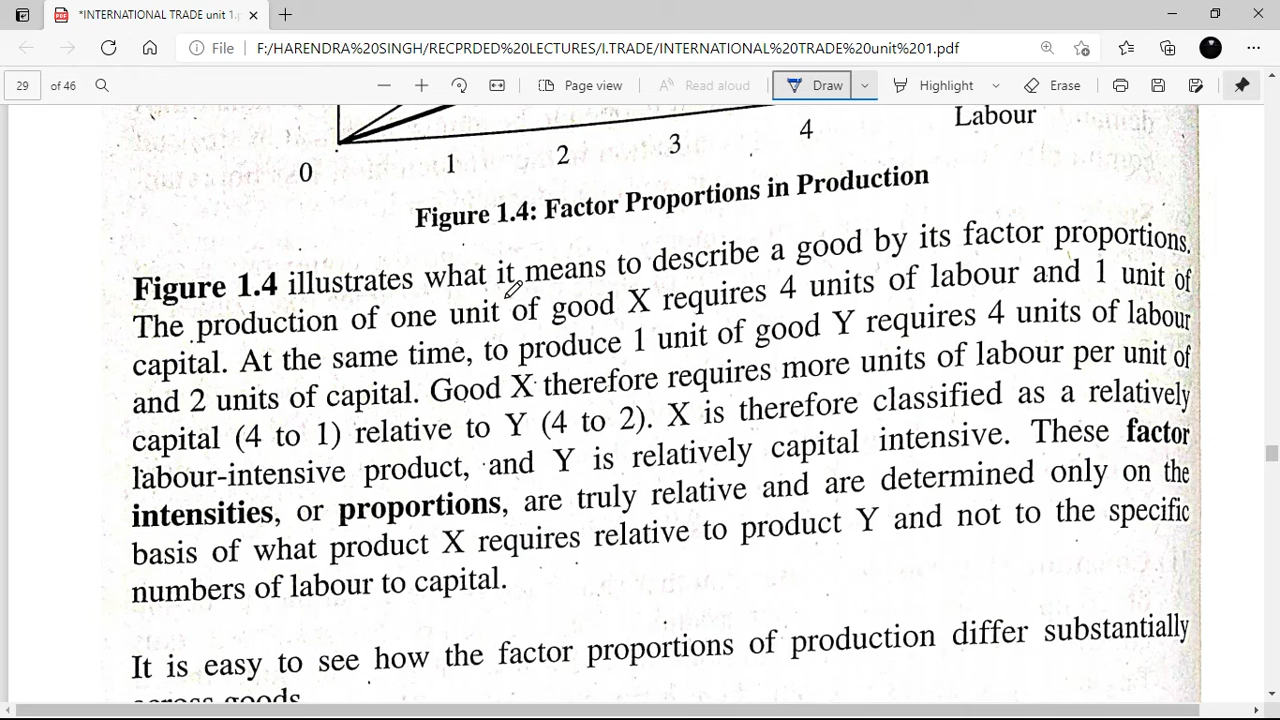 *INTERNATIONAL TRADE unit 1.
File F:/HARENDRA%20SINGH/RECPRDED%20LECTURES/I.TRADE/INTERNATIONAL%20TRADE%20unit%201.pdf
29 of 46 Page view Read aloud Draw Highlight Erase
Labour
0 1 2 3 4
Figure 1.4: Factor Proportions in Production
Figure 1.4 illustrates what it means to describe a good by its factor proportions.
The production of one unit of good X requires 4 units of labour and 1 unit of
capital. At the same time, to produce 1 unit of good Y requires 4 units of labour
and 2 units of capital. Good X therefore requires more units of labour per unit of
capital (4 to 1) relative to Y (4 to 2). X is therefore classified as a relatively
labour-intensive product, and Y is relatively capital intensive. These factor
intensities, or proportions, are truly relative and are determined only on the
basis of what product X requires relative to product Y and not to the specific
numbers of labour to capital.
It is easy to see how the factor proportions of production differ substantially
across goods